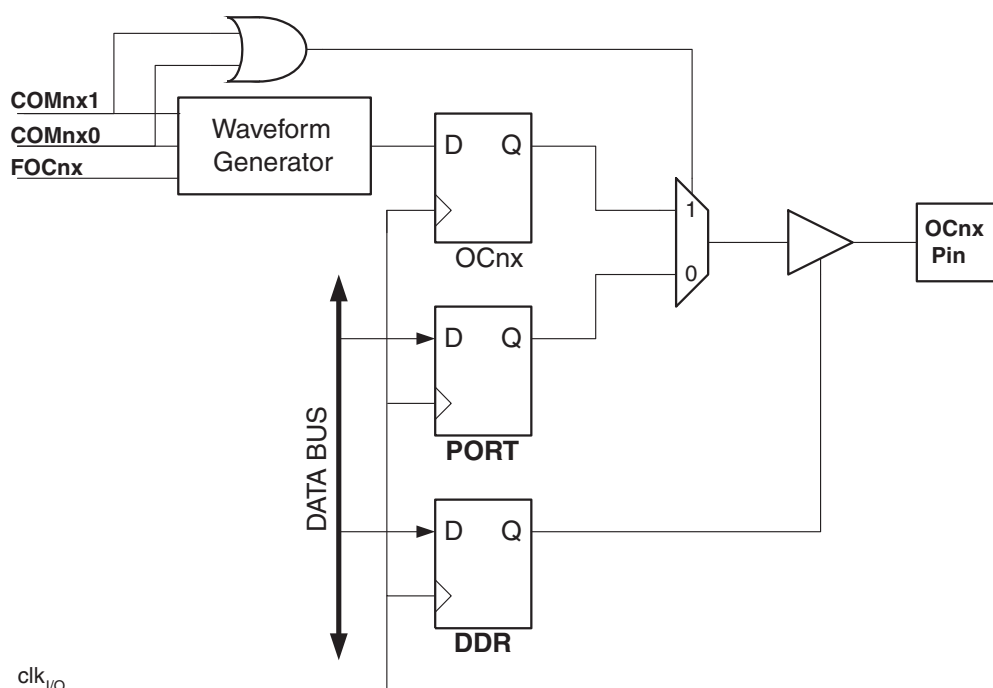 COMnx1
COMnx0
FOCnx
Waveform
Generator
D Q
OCnx
1
0
OCnx
Pin
D Q
PORT
DATA BUS
D Q
DDR
clkI/O